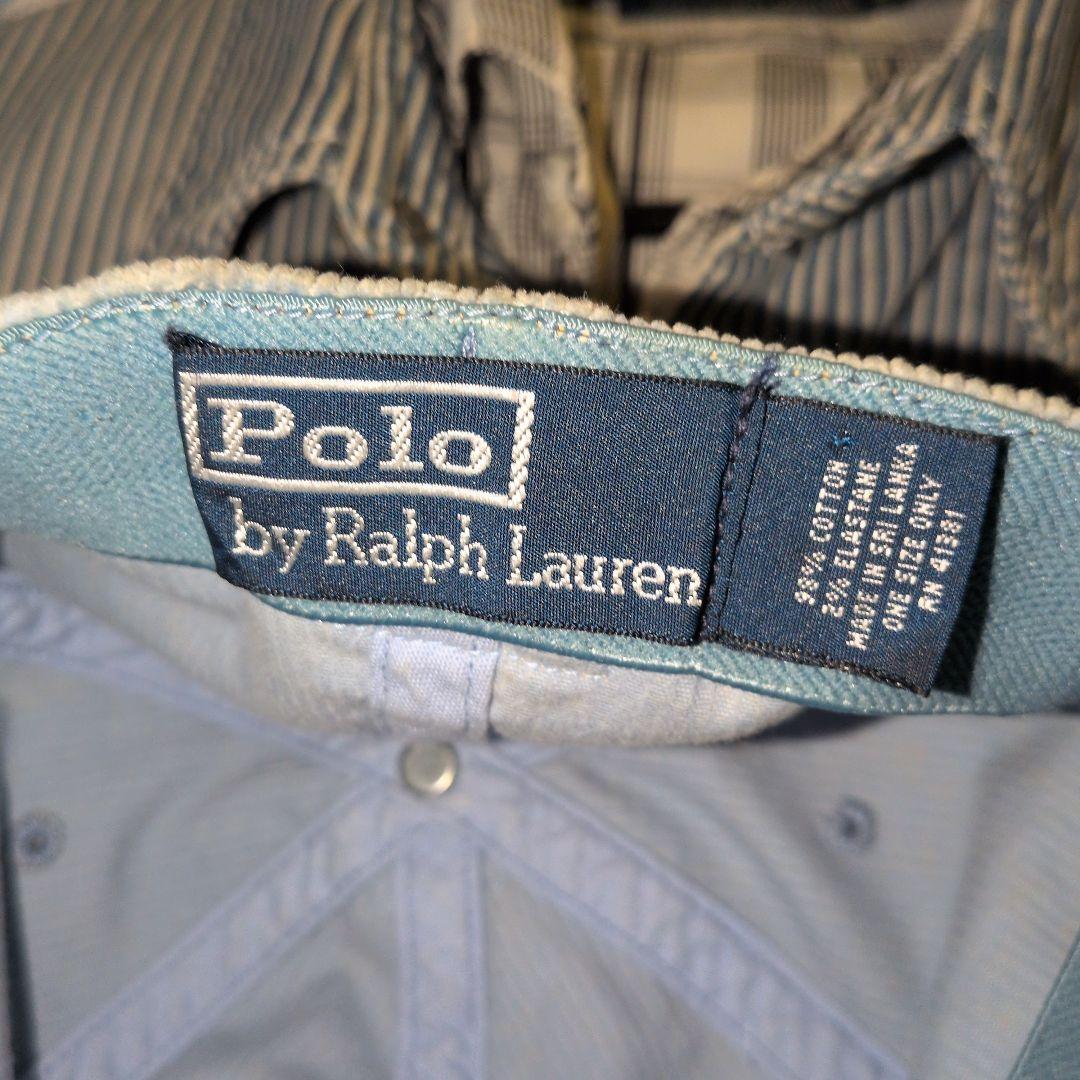 Polo
by Ralph Lauren
98% COTTON
2% ELASTANE
MADE IN SRI LANKA
ONE SIZE ONLY
RN 41381